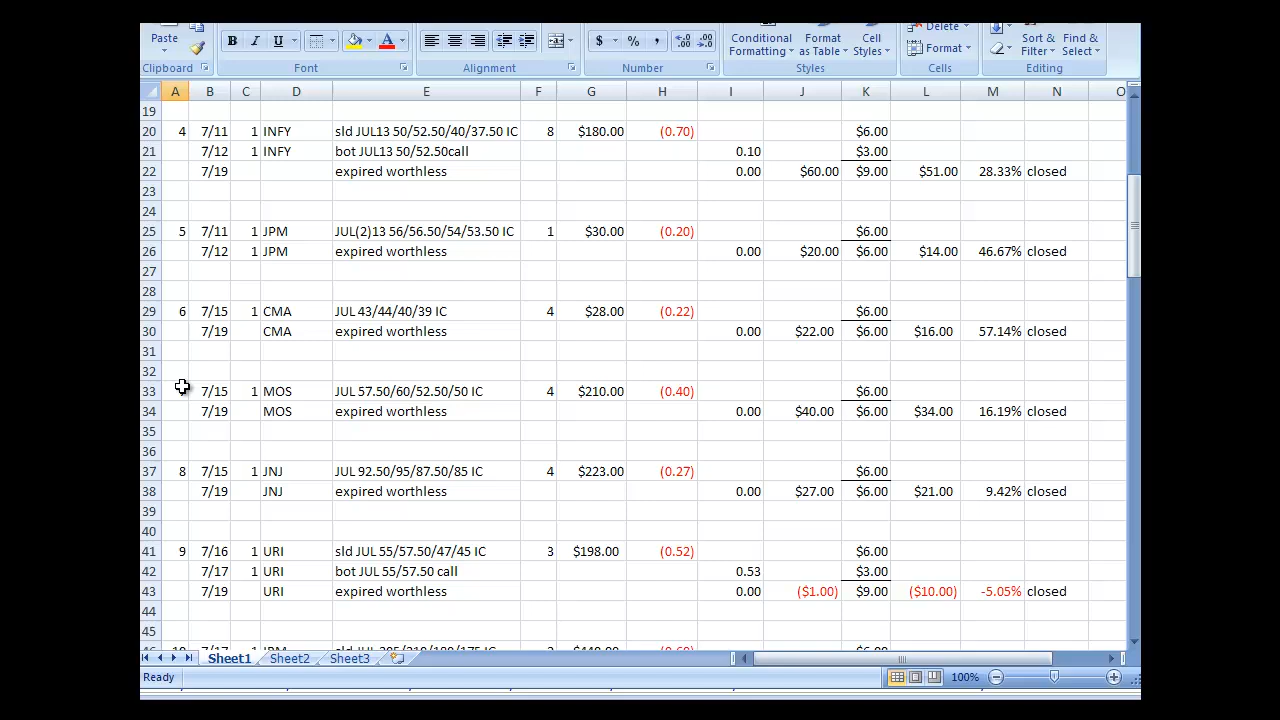 Paste
B I U A
$ % , .0 .00 .00 .0
Conditional Formatting
Format as Table
Cell Styles
Delete
Format
Sort & Filter
Find & Select
Clipboard Font Alignment Number Styles Cells Editing
A B C D E F G H I J K L M N O
19
20 4 7/11 1 INFY sld JUL13 50/52.50/40/37.50 IC 8 $180.00 (0.70) $6.00
21 7/12 1 INFY bot JUL13 50/52.50call 0.10 $3.00
22 7/19 expired worthless 0.00 $60.00 $9.00 $51.00 28.33% closed
23
24
25 5 7/11 1 JPM JUL(2)13 56/56.50/54/53.50 IC 1 $30.00 (0.20) $6.00
26 7/12 1 JPM expired worthless 0.00 $20.00 $6.00 $14.00 46.67% closed
27
28
29 6 7/15 1 CMA JUL 43/44/40/39 IC 4 $28.00 (0.22) $6.00
30 7/19 CMA expired worthless 0.00 $22.00 $6.00 $16.00 57.14% closed
31
32
33 7/15 1 MOS JUL 57.50/60/52.50/50 IC 4 $210.00 (0.40) $6.00
34 7/19 MOS expired worthless 0.00 $40.00 $6.00 $34.00 16.19% closed
35
36
37 8 7/15 1 JNJ JUL 92.50/95/87.50/85 IC 4 $223.00 (0.27) $6.00
38 7/19 JNJ expired worthless 0.00 $27.00 $6.00 $21.00 9.42% closed
39
40
41 9 7/16 1 URI sld JUL 55/57.50/47/45 IC 3 $198.00 (0.52) $6.00
42 7/17 1 URI bot JUL 55/57.50 call 0.53 $3.00
43 7/19 URI expired worthless 0.00 ($1.00) $9.00 ($10.00) -5.05% closed
44
45
Sheet1 Sheet2 Sheet3
Ready 100%